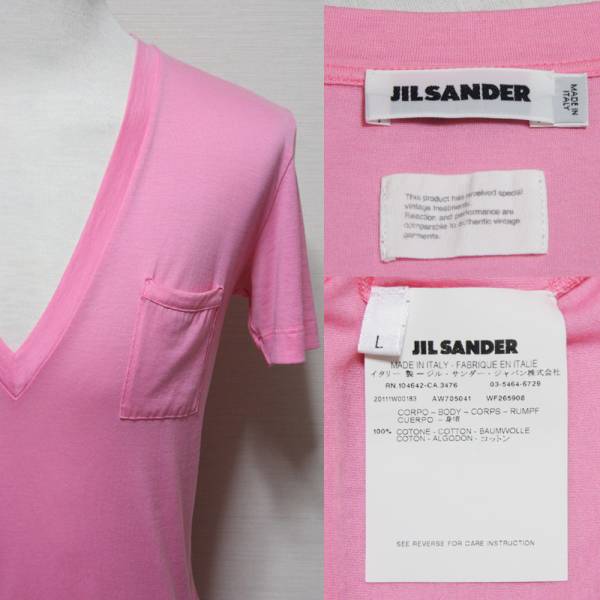 JIL SANDER
MADE IN
ITALY
This product has received special
vintage treatments.
Reaction and performance are
comparable to authentic vintage
garments.
L
JIL SANDER
MADE IN ITALY - FABRIQUE EN ITALIE
イタリー 製 ージル・サンダー・ジャパン株式会社
RN 104642-CA 3476 03-5464-6729
20111W00183 AW705041 WF265908
CORPO – BODY – CORPS – RUMPF
CUERPO – 身頃
100% COTONE - COTTON - BAUMWOLLE
COTON - ALGODON - コットン
SEE REVERSE FOR CARE INSTRUCTION